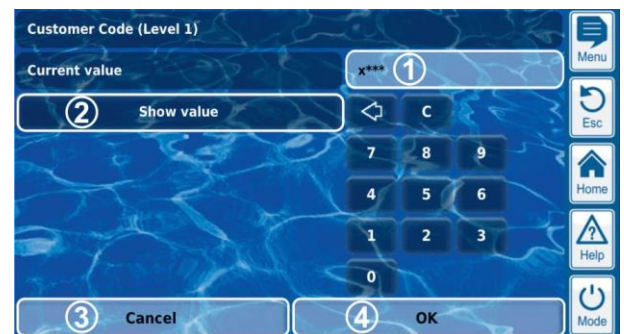 Customer Code (Level 1)
Menu
Current value
x***
1
2
Show value
C
Esc
7 8 9
Home
4 5 6
1 2 3
Help
0
3
Cancel
4
OK
Mode